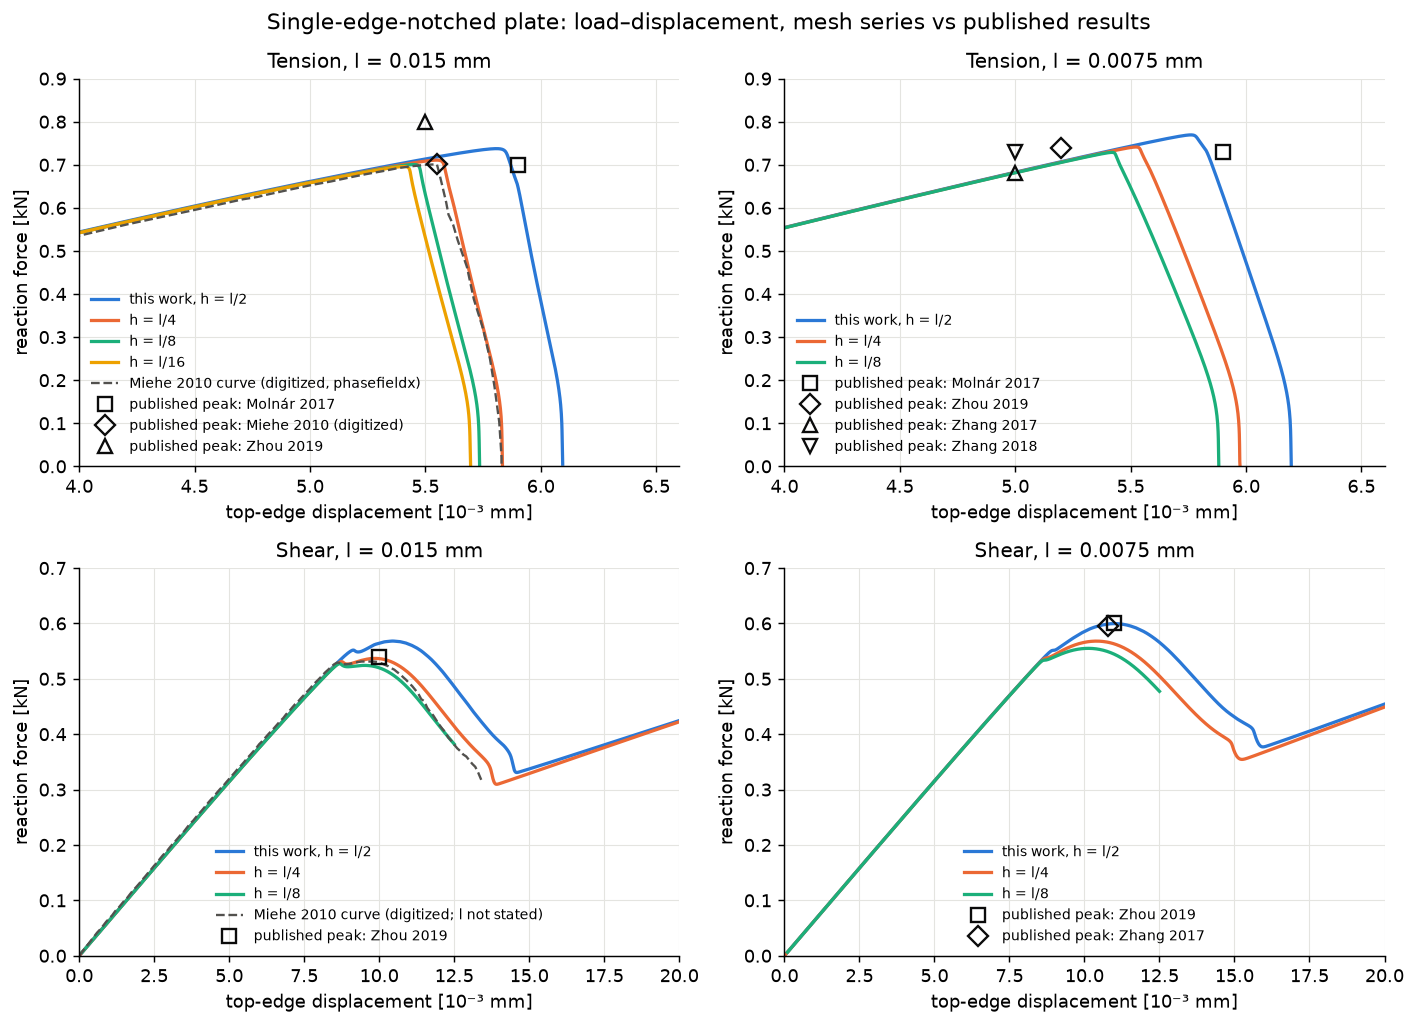 Single-edge-notched plate: load–displacement, mesh series vs published results
Tension, l = 0.015 mm
0.9
0.8
0.7
0.6
0.5
0.4
0.3
0.2
0.1
0.0
reaction force [kN]
this work, h = l/2
h = l/4
h = l/8
h = l/16
Miehe 2010 curve (digitized, phasefieldx)
published peak: Molnár 2017
published peak: Miehe 2010 (digitized)
published peak: Zhou 2019
4.0 4.5 5.0 5.5 6.0 6.5
top-edge displacement [10⁻³ mm]
Tension, l = 0.0075 mm
0.9
0.8
0.7
0.6
0.5
0.4
0.3
0.2
0.1
0.0
reaction force [kN]
this work, h = l/2
h = l/4
h = l/8
published peak: Molnár 2017
published peak: Zhou 2019
published peak: Zhang 2017
published peak: Zhang 2018
4.0 4.5 5.0 5.5 6.0 6.5
top-edge displacement [10⁻³ mm]
Shear, l = 0.015 mm
0.7
0.6
0.5
0.4
0.3
0.2
0.1
0.0
reaction force [kN]
this work, h = l/2
h = l/4
h = l/8
Miehe 2010 curve (digitized; l not stated)
published peak: Zhou 2019
0.0 2.5 5.0 7.5 10.0 12.5 15.0 17.5 20.0
top-edge displacement [10⁻³ mm]
Shear, l = 0.0075 mm
0.7
0.6
0.5
0.4
0.3
0.2
0.1
0.0
reaction force [kN]
this work, h = l/2
h = l/4
h = l/8
published peak: Zhou 2019
published peak: Zhang 2017
0.0 2.5 5.0 7.5 10.0 12.5 15.0 17.5 20.0
top-edge displacement [10⁻³ mm]